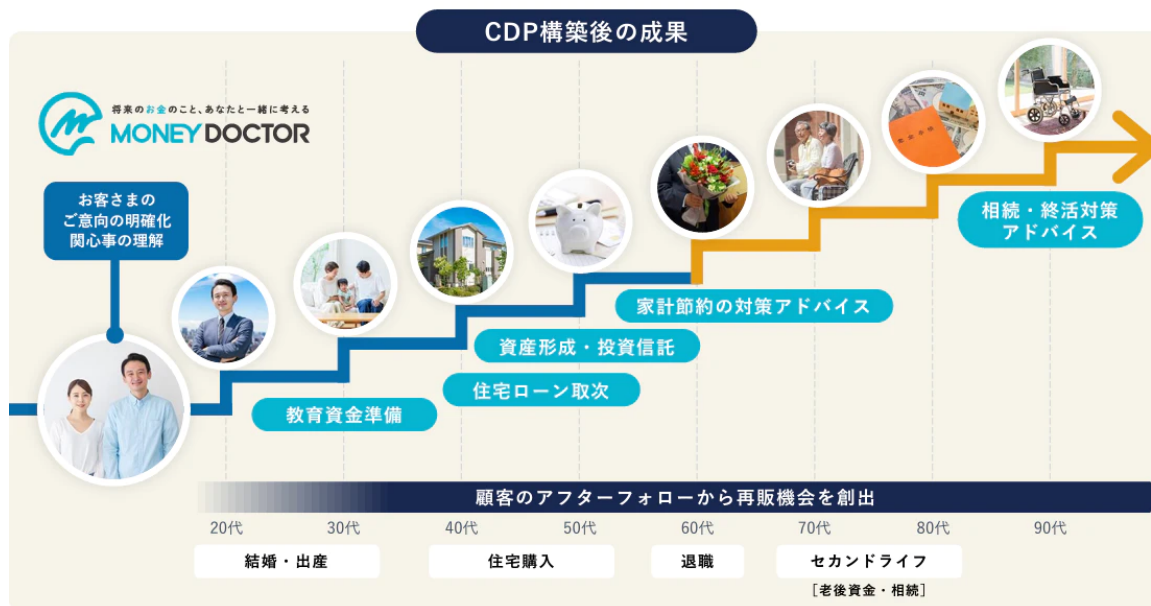 CDP構築後の成果
将来のお金のこと、あなたと一緒に考える
MONEY DOCTOR
お客さまの
ご意向の明確化
関心事の理解
相続・終活対策
アドバイス
家計節約の対策アドバイス
資産形成・投資信託
住宅ローン取次
教育資金準備
顧客のアフターフォローから再販機会を創出
20代 30代 40代 50代 60代 70代 80代 90代
結婚・出産 住宅購入 退職 セカンドライフ
[老後資金・相続]